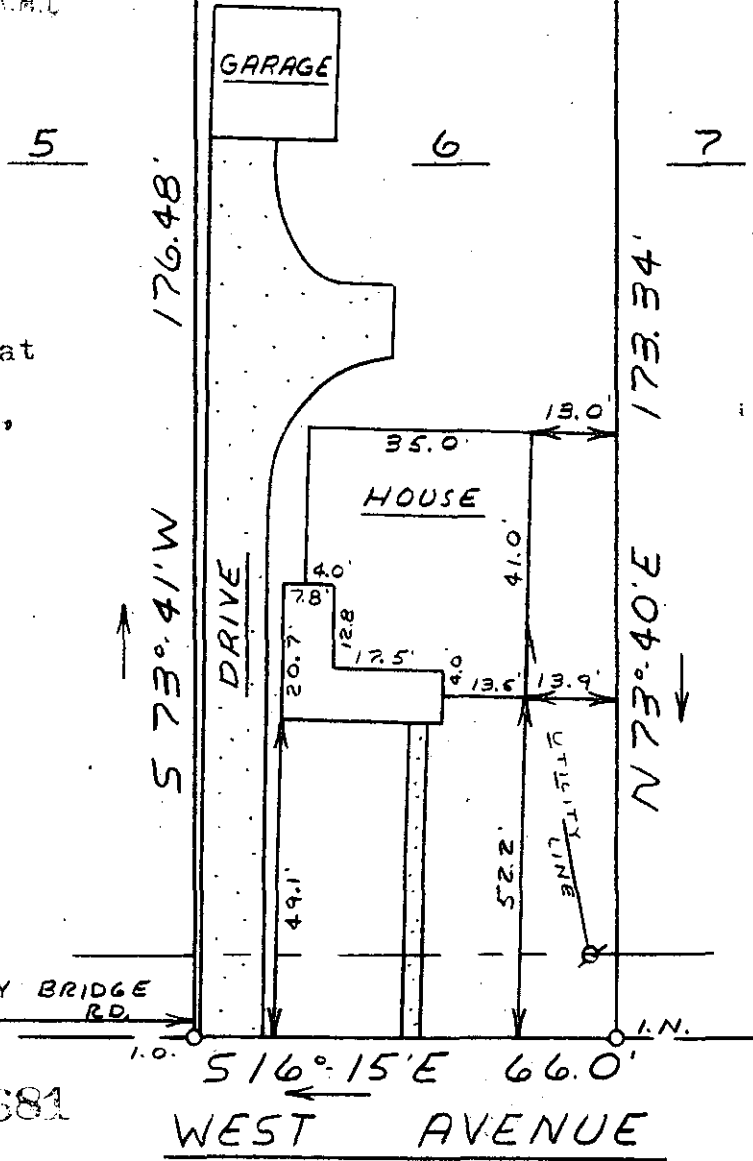 GARAGE
5
6
7
176.48'
173.34'
at
13.0'
35.0'
HOUSE
41.0'
S 73°-41'W
DRIVE
4.0'
7.8'
12.8
20.7'
17.5'
4.0
13.6'
13.9'
N 73°-40'E
UTILITY
LINE
49.1'
52.2'
Y BRIDGE
RD.
I.O.
I.N.
S 16°-15'E 66.0'
681
WEST AVENUE